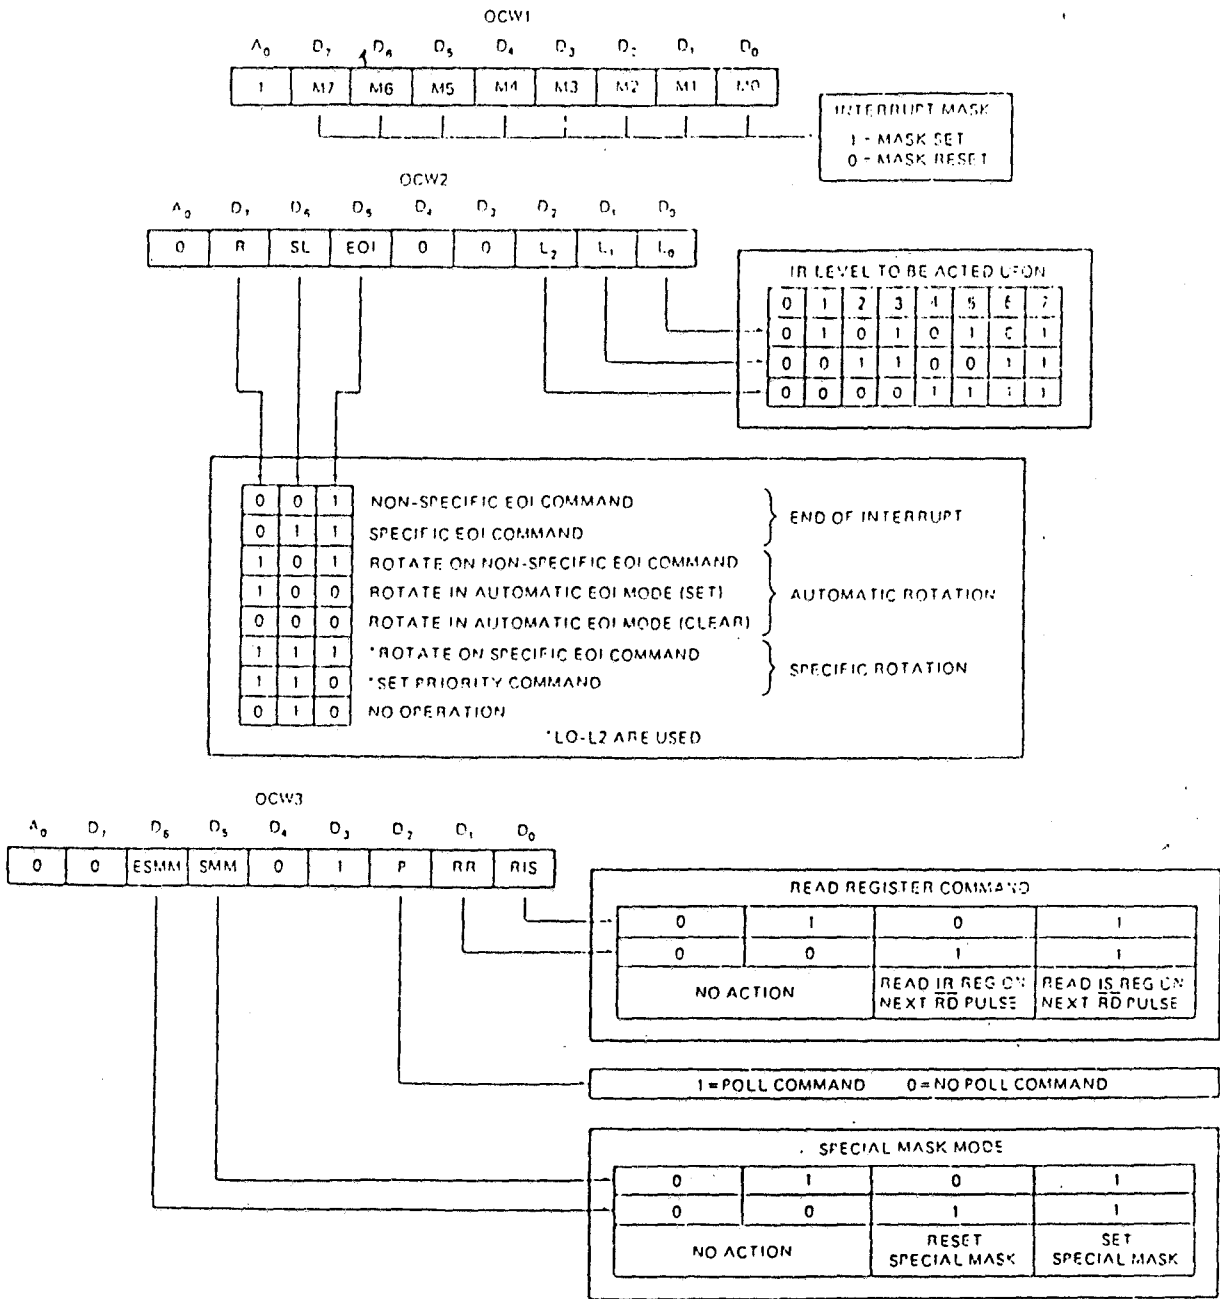 OCW1
A0 D7 D6 D5 D4 D3 D2 D1 D0
1 M7 M6 M5 M4 M3 M2 M1 M0
INTERRUPT MASK
1 = MASK SET
0 = MASK RESET
OCW2
A0 D7 D6 D5 D4 D3 D2 D1 D0
0 R SL EOI 0 0 L2 L1 L0
IR LEVEL TO BE ACTED UPON
0 1 2 3 4 5 6 7
0 1 0 1 0 1 0 1
0 0 1 1 0 0 1 1
0 0 0 0 1 1 1 1
0 0 1 NON-SPECIFIC EOI COMMAND
0 1 1 SPECIFIC EOI COMMAND
END OF INTERRUPT
1 0 1 ROTATE ON NON-SPECIFIC EOI COMMAND
1 0 0 ROTATE IN AUTOMATIC EOI MODE (SET)
0 0 0 ROTATE IN AUTOMATIC EOI MODE (CLEAR)
AUTOMATIC ROTATION
1 1 1 *ROTATE ON SPECIFIC EOI COMMAND
1 1 0 *SET PRIORITY COMMAND
SPECIFIC ROTATION
0 1 0 NO OPERATION
*LO-L2 ARE USED
OCW3
A0 D7 D6 D5 D4 D3 D2 D1 D0
0 0 ESMM SMM 0 1 P RR RIS
READ REGISTER COMMAND
0 1 0 1
0 0 1 1
NO ACTION
READ IR REG ON
NEXT R̅D̅ PULSE
READ IS REG ON
NEXT R̅D̅ PULSE
1 = POLL COMMAND 0 = NO POLL COMMAND
SPECIAL MASK MODE
0 1 0 1
0 0 1 1
NO ACTION
RESET
SPECIAL MASK
SET
SPECIAL MASK